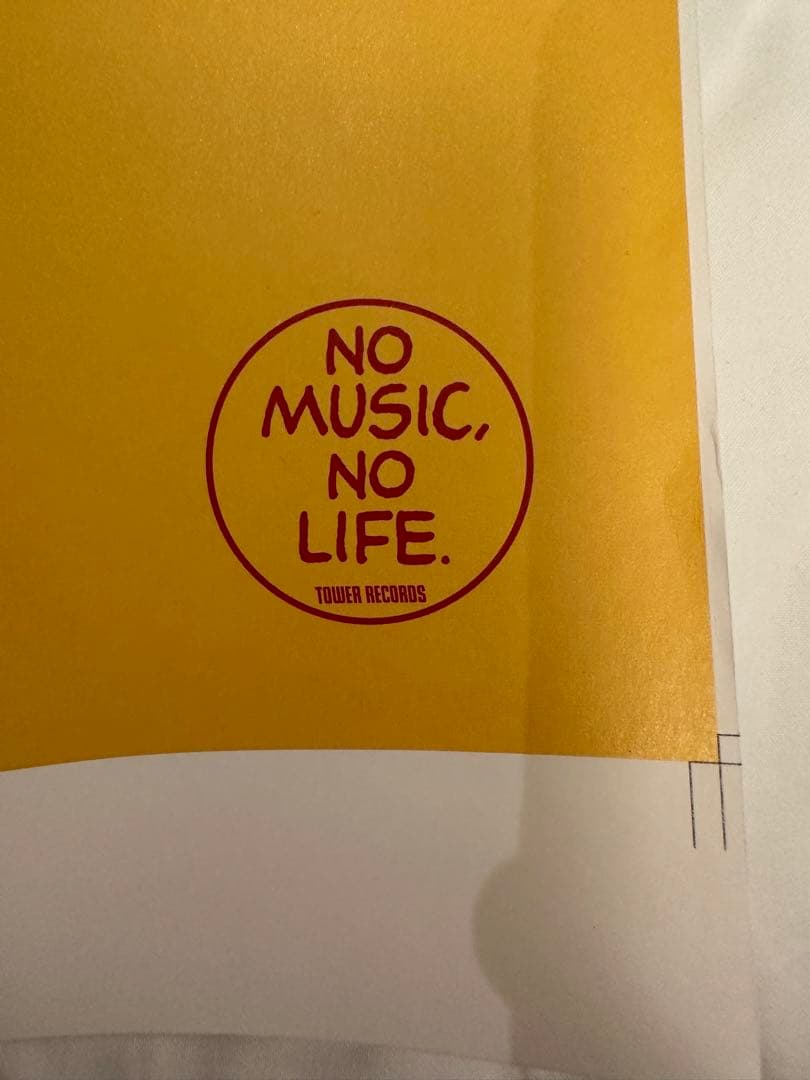 NO
MUSIC,
NO
LIFE.
TOWER RECORDS